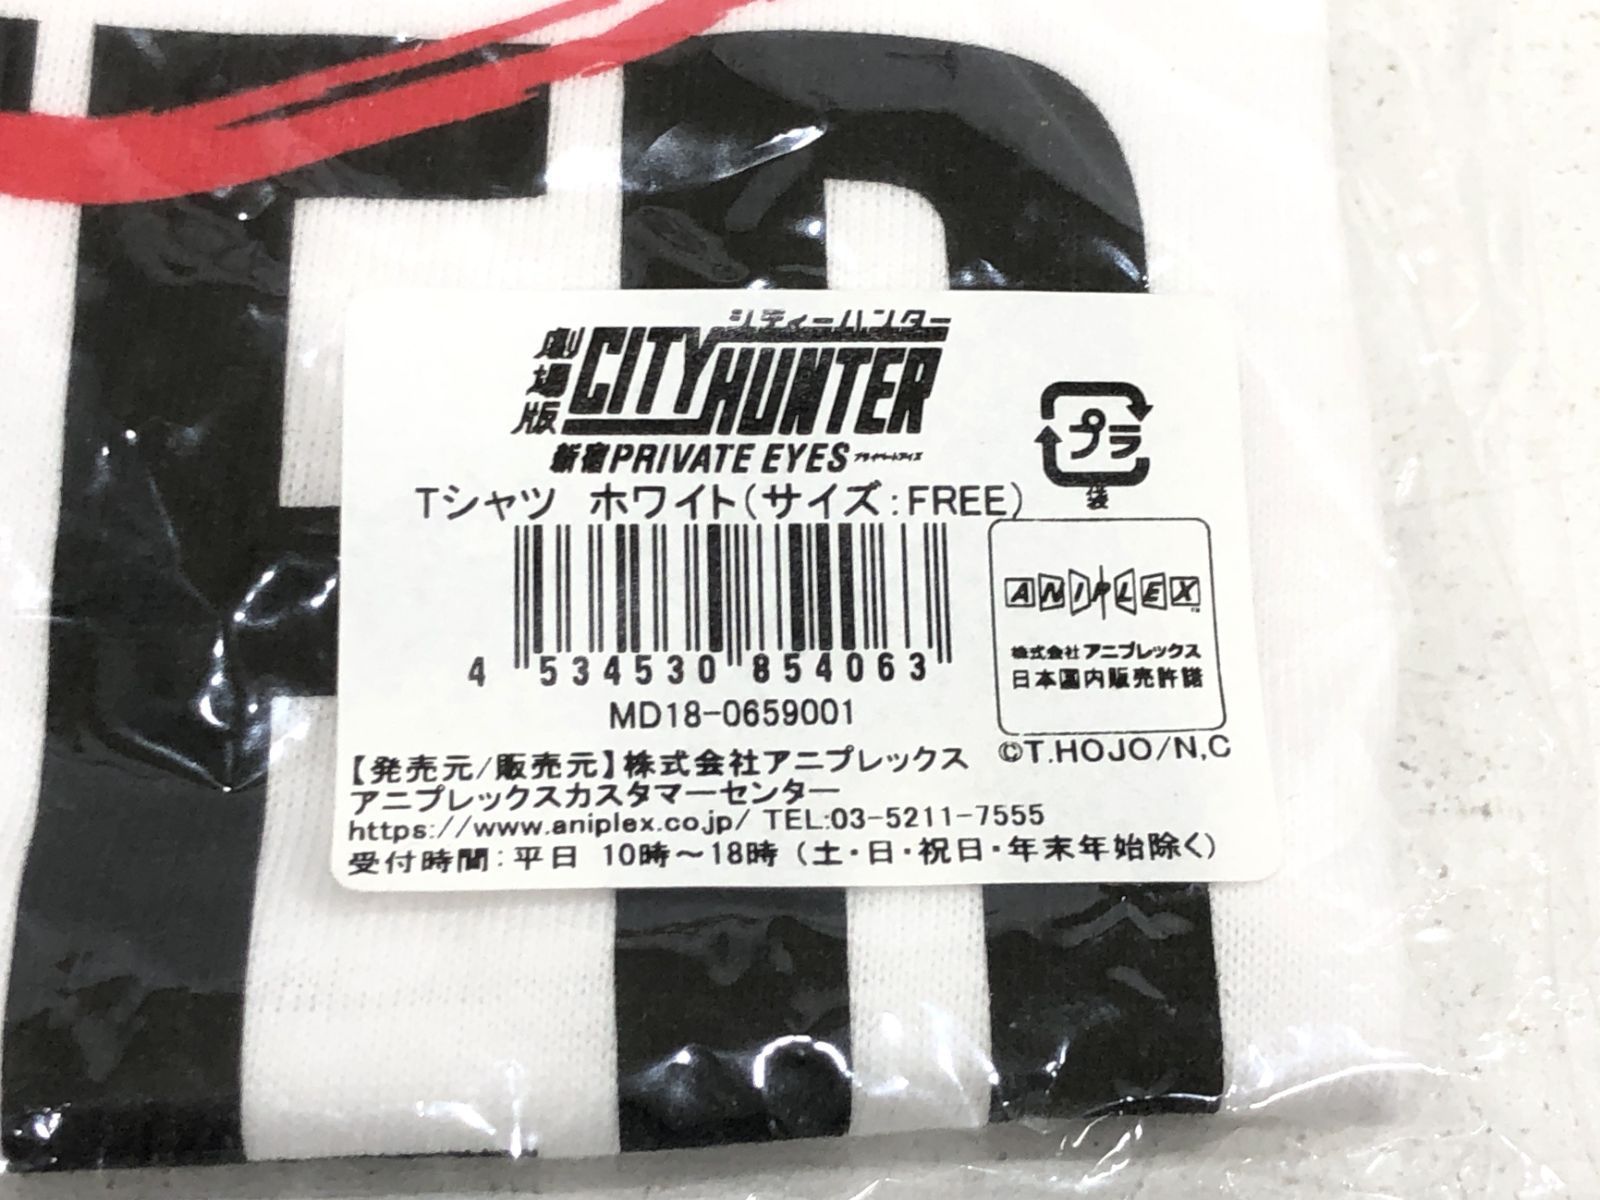 シティーハンター
劇場版
CITY HUNTER
新宿PRIVATE EYES プライベートアイズ
Tシャツ ホワイト(サイズ:FREE)
プラ
袋
4 534530 854063
MD18-0659001
ANIPLEX
株式会社アニプレックス
日本国内販売許諾
©T.HOJO/N,C
【発売元/販売元】株式会社アニプレックス
アニプレックスカスタマーセンター
https://www.aniplex.co.jp/ TEL:03-5211-7555
受付時間:平日 10時～18時 (土・日・祝日・年末年始除く)